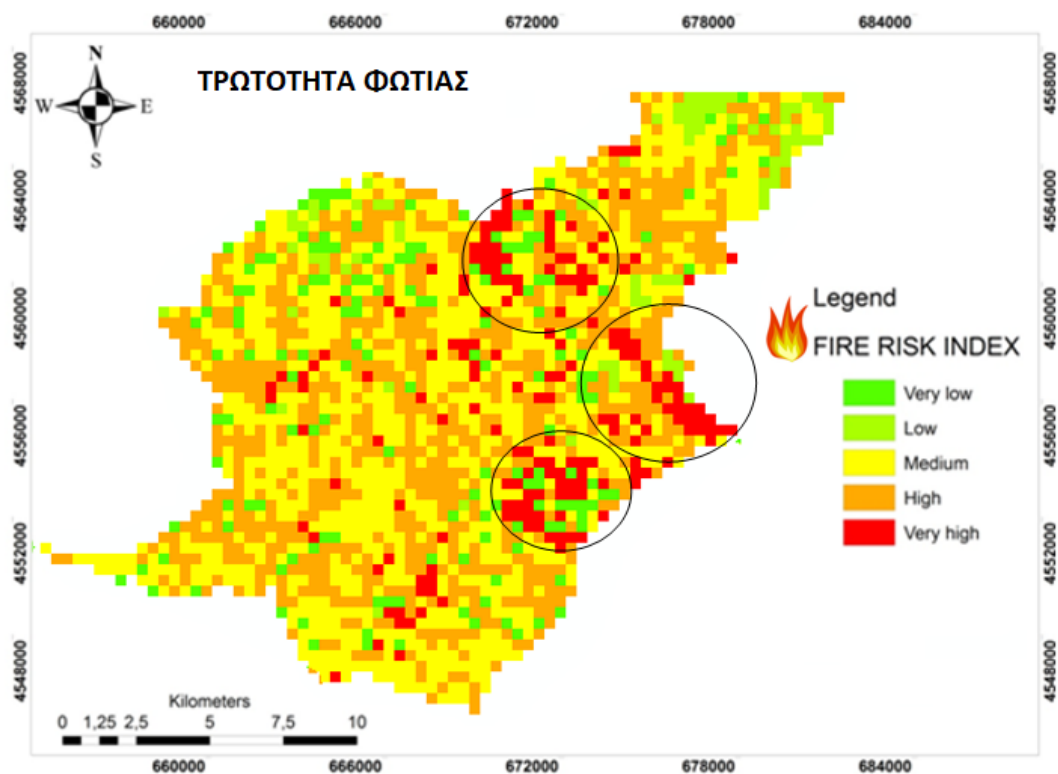 660000 666000 672000 678000 684000
N
W E
S
ΤΡΩΤΟΤΗΤΑ ΦΩΤΙΑΣ
4568000 4568000
4564000 4564000
4560000 4560000
Legend
FIRE RISK INDEX
Very low
Low
4556000 4556000
Medium
High
Very high
4552000 4552000
4548000 4548000
Kilometers
0 1,25 2,5 5 7,5 10
660000 666000 672000 678000 684000